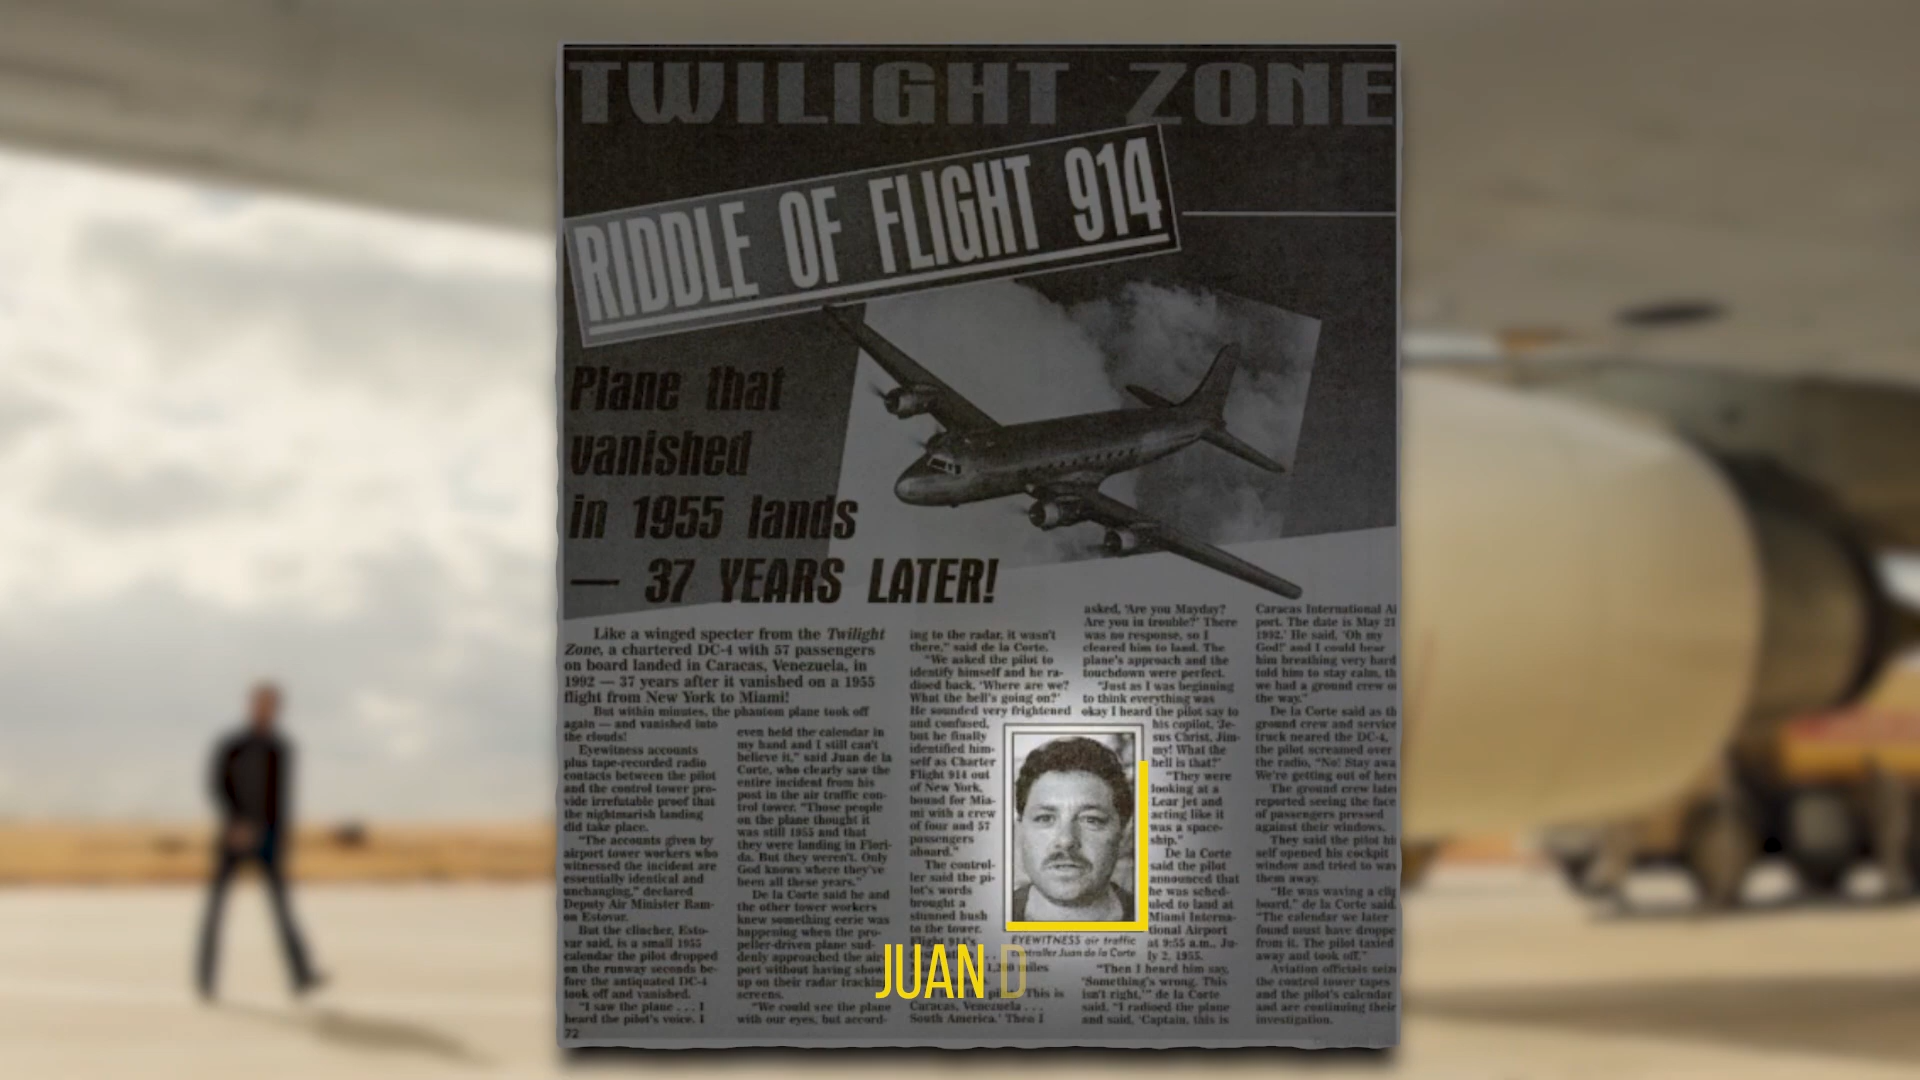 TWILIGHT ZONE
RIDDLE OF FLIGHT 914
Plane that
vanished
in 1955 lands
— 37 YEARS LATER!
Like a winged specter from the Twilight
Zone, a chartered DC-4 with 57 passengers
on board landed in Caracas, Venezuela, in
1992 — 37 years after it vanished on a 1955
flight from New York to Miami!
But within minutes, the phantom plane took off
again — and vanished into
the clouds!
Eyewitness accounts
plus tape-recorded radio
contacts between the pilot
and the control tower pro-
vide irrefutable proof that
the nightmarish landing
did take place.
"The accounts given by
airport tower workers who
witnessed the incident are
essentially identical and
unchanging," declared
Deputy Air Minister Ram-
on Estovar.
But the clincher, Esto-
var said, is a small 1955
calendar the pilot dropped
on the runway seconds be-
fore the antiquated DC-4
took off and vanished.
"I saw the plane . . . I
heard the pilot's voice. I
72
even held the calendar in
my hand and I still can't
believe it," said Juan de la
Corte, who clearly saw the
entire incident from his
post in the air traffic con-
trol tower. "Those people
on the plane thought it
was still 1955 and that
they were landing in Flori-
da. But they weren't. Only
God knows where they've
been all these years."
De la Corte said he and
the other tower workers
knew something eerie was
happening when the pro-
peller-driven plane sud-
denly approached the air-
port without having show
up on their radar trackin
screens.
"We could see the plane
with our eyes, but accord-
ing to the radar, it wasn't
there," said de la Corte.
"We asked the pilot to
identify himself and he ra-
dioed back, 'Where are we?
What the hell's going on?'
He sounded very frightened
and confused,
but he finally
identified him-
self as Charter
Flight 914 out
of New York,
bound for Mia-
mi with a crew
of four and 57
passengers
aboard."
The control-
ler said the pi-
lot's words
brought a
stunned hush
to the tower.
Flight 914's
miles
This is
Caracas, Venezuela . . .
South America.' Then I
EYEWITNESS air traffic
controller Juan de la Corte
JUAN D
asked, 'Are you Mayday?
Are you in trouble?' There
was no response, so I
cleared him to land. The
plane's approach and the
touchdown were perfect.
"Just as I was beginning
to think everything was
okay I heard the pilot say to
his copilot, 'Je-
sus Christ, Jim-
my! What the
hell is that?'
"They were
looking at a
Lear jet and
acting like it
was a space-
ship."
De la Corte
said the pilot
announced that
he was sched-
uled to land at
Miami Interna-
tional Airport
at 9:55 a.m., Ju-
ly 2, 1955.
"Then I heard him say,
'Something's wrong. This
isn't right,'" de la Corte
said. "I radioed the plane
and said, 'Captain, this is
Caracas International Ai
port. The date is May 21
1992.' He said, 'Oh my
God!' and I could hear
him breathing very hard
told him to stay calm, th
we had a ground crew o
the way."
De la Corte said as th
ground crew and service
truck neared the DC-4,
the pilot screamed over
the radio, "No! Stay awa
We're getting out of here
The ground crew later
reported seeing the face
of passengers pressed
against their windows.
They said the pilot hi
self opened his cockpit
window and tried to wav
them away.
"He was waving a clip
board," de la Corte said.
"The calendar we later
found must have droppe
from it. The pilot taxied
away and took off."
Aviation officials seiz
the control tower tapes
and the pilot's calendar
and are continuing their
investigation.